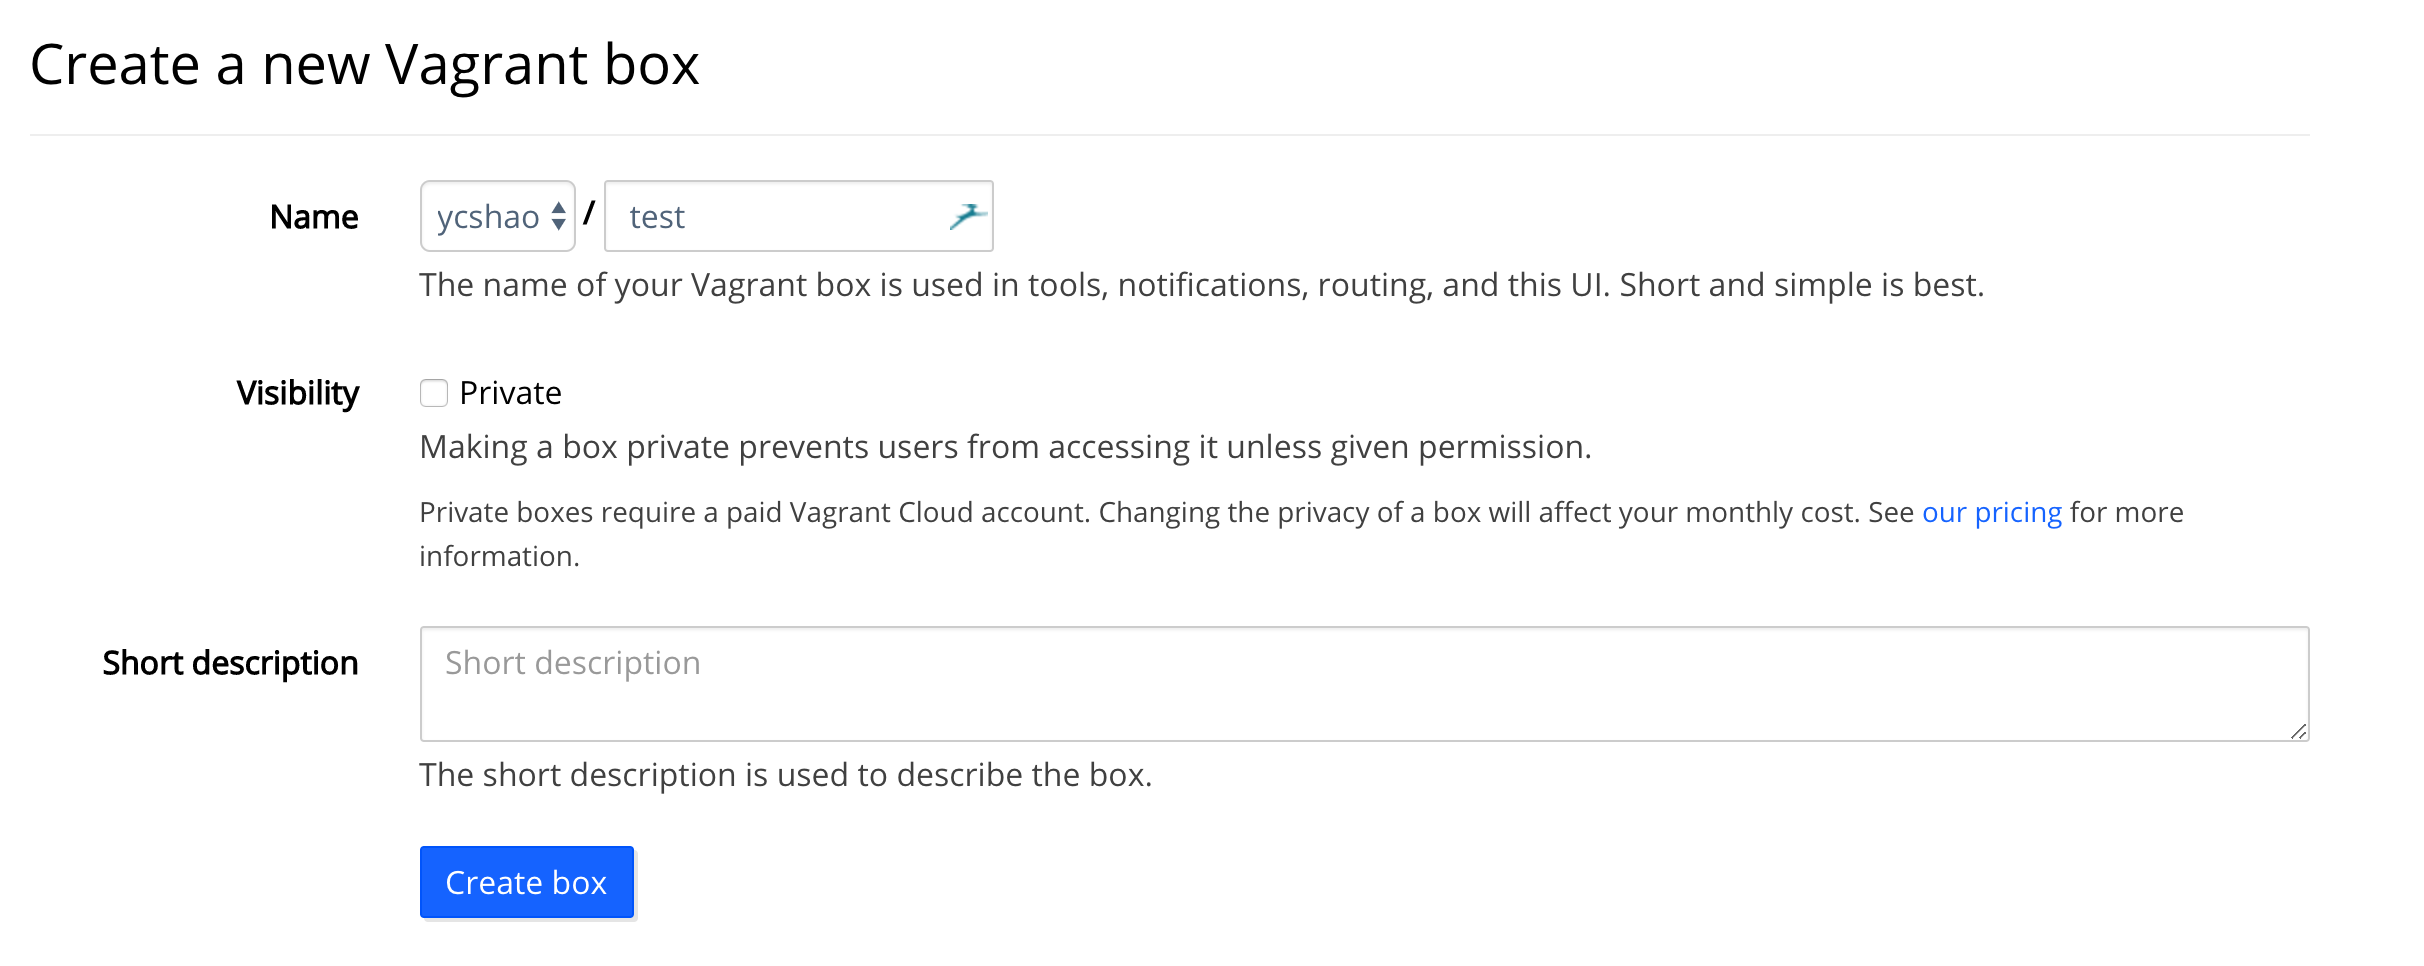 Create a new Vagrant box
Name
ycshao / test
The name of your Vagrant box is used in tools, notifications, routing, and this UI. Short and simple is best.
Visibility
Private
Making a box private prevents users from accessing it unless given permission.
Private boxes require a paid Vagrant Cloud account. Changing the privacy of a box will affect your monthly cost. See our pricing for more
information.
Short description
Short description
The short description is used to describe the box.
Create box